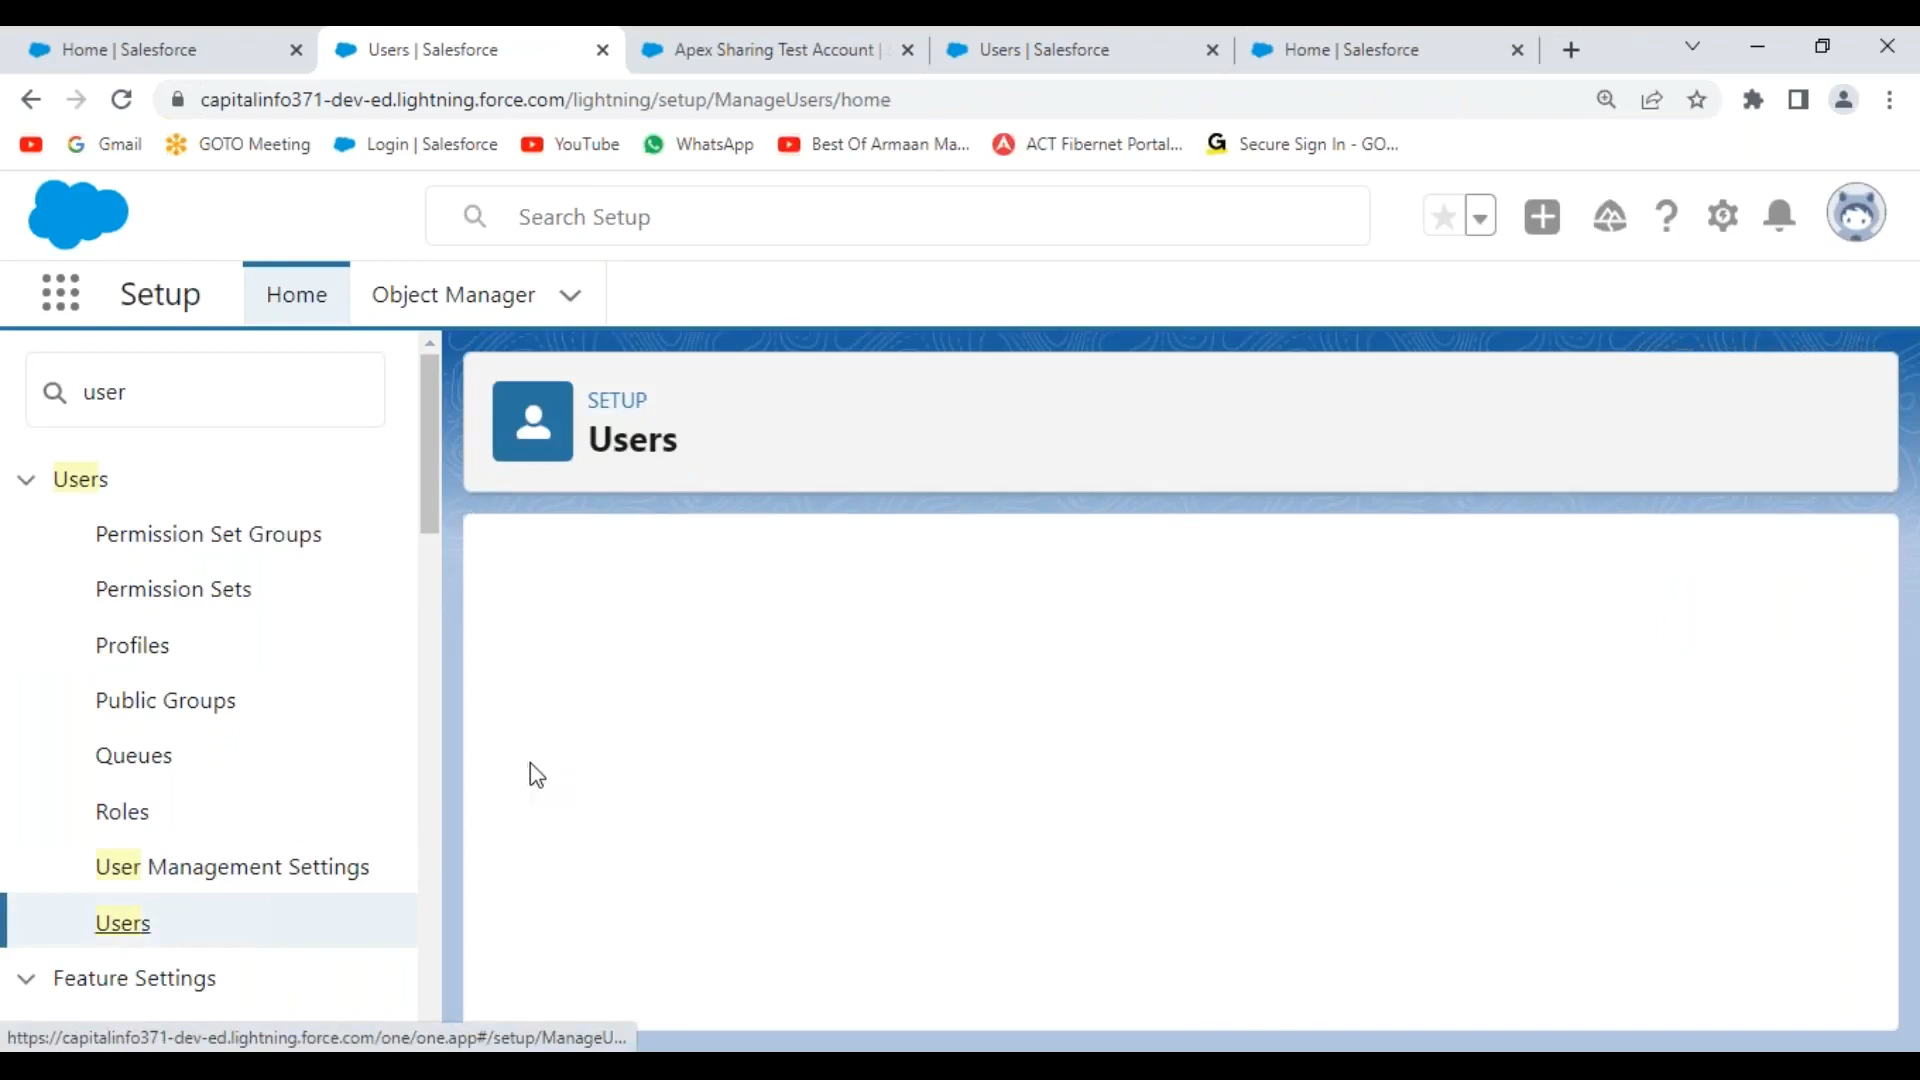 Home | Salesforce
Users | Salesforce
Apex Sharing Test Account |
Users | Salesforce
Home | Salesforce
capitalinfo371-dev-ed.lightning.force.com/lightning/setup/ManageUsers/home
Gmail
GOTO Meeting
Login | Salesforce
YouTube
WhatsApp
Best Of Armaan Ma...
ACT Fibernet Portal...
Secure Sign In - GO...
Search Setup
Setup
Home
Object Manager
user
SETUP
Users
Users
Permission Set Groups
Permission Sets
Profiles
Public Groups
Queues
Roles
User Management Settings
Users
Feature Settings
https://capitalinfo371-dev-ed.lightning.force.com/one/one.app#/setup/ManageU...